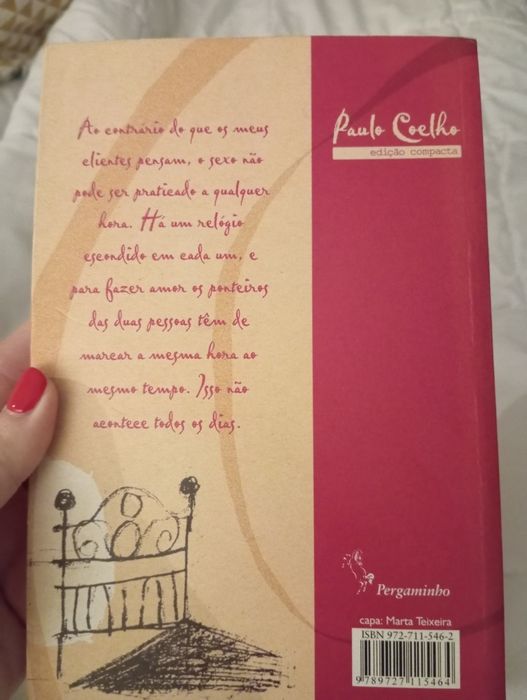 Ao contrário do que os meus
clientes pensam, o sexo não
pode ser praticado a qualquer
hora. Há um relógio
escondido em cada um, e
para fazer amor os ponteiros
das duas pessoas têm de
marcar a mesma hora ao
mesmo tempo. Isso não
acontece todos os dias.
Paulo Coelho
edição compacta
Pergaminho
capa: Marta Teixeira
ISBN 972-711-546-2
9 789727 115464